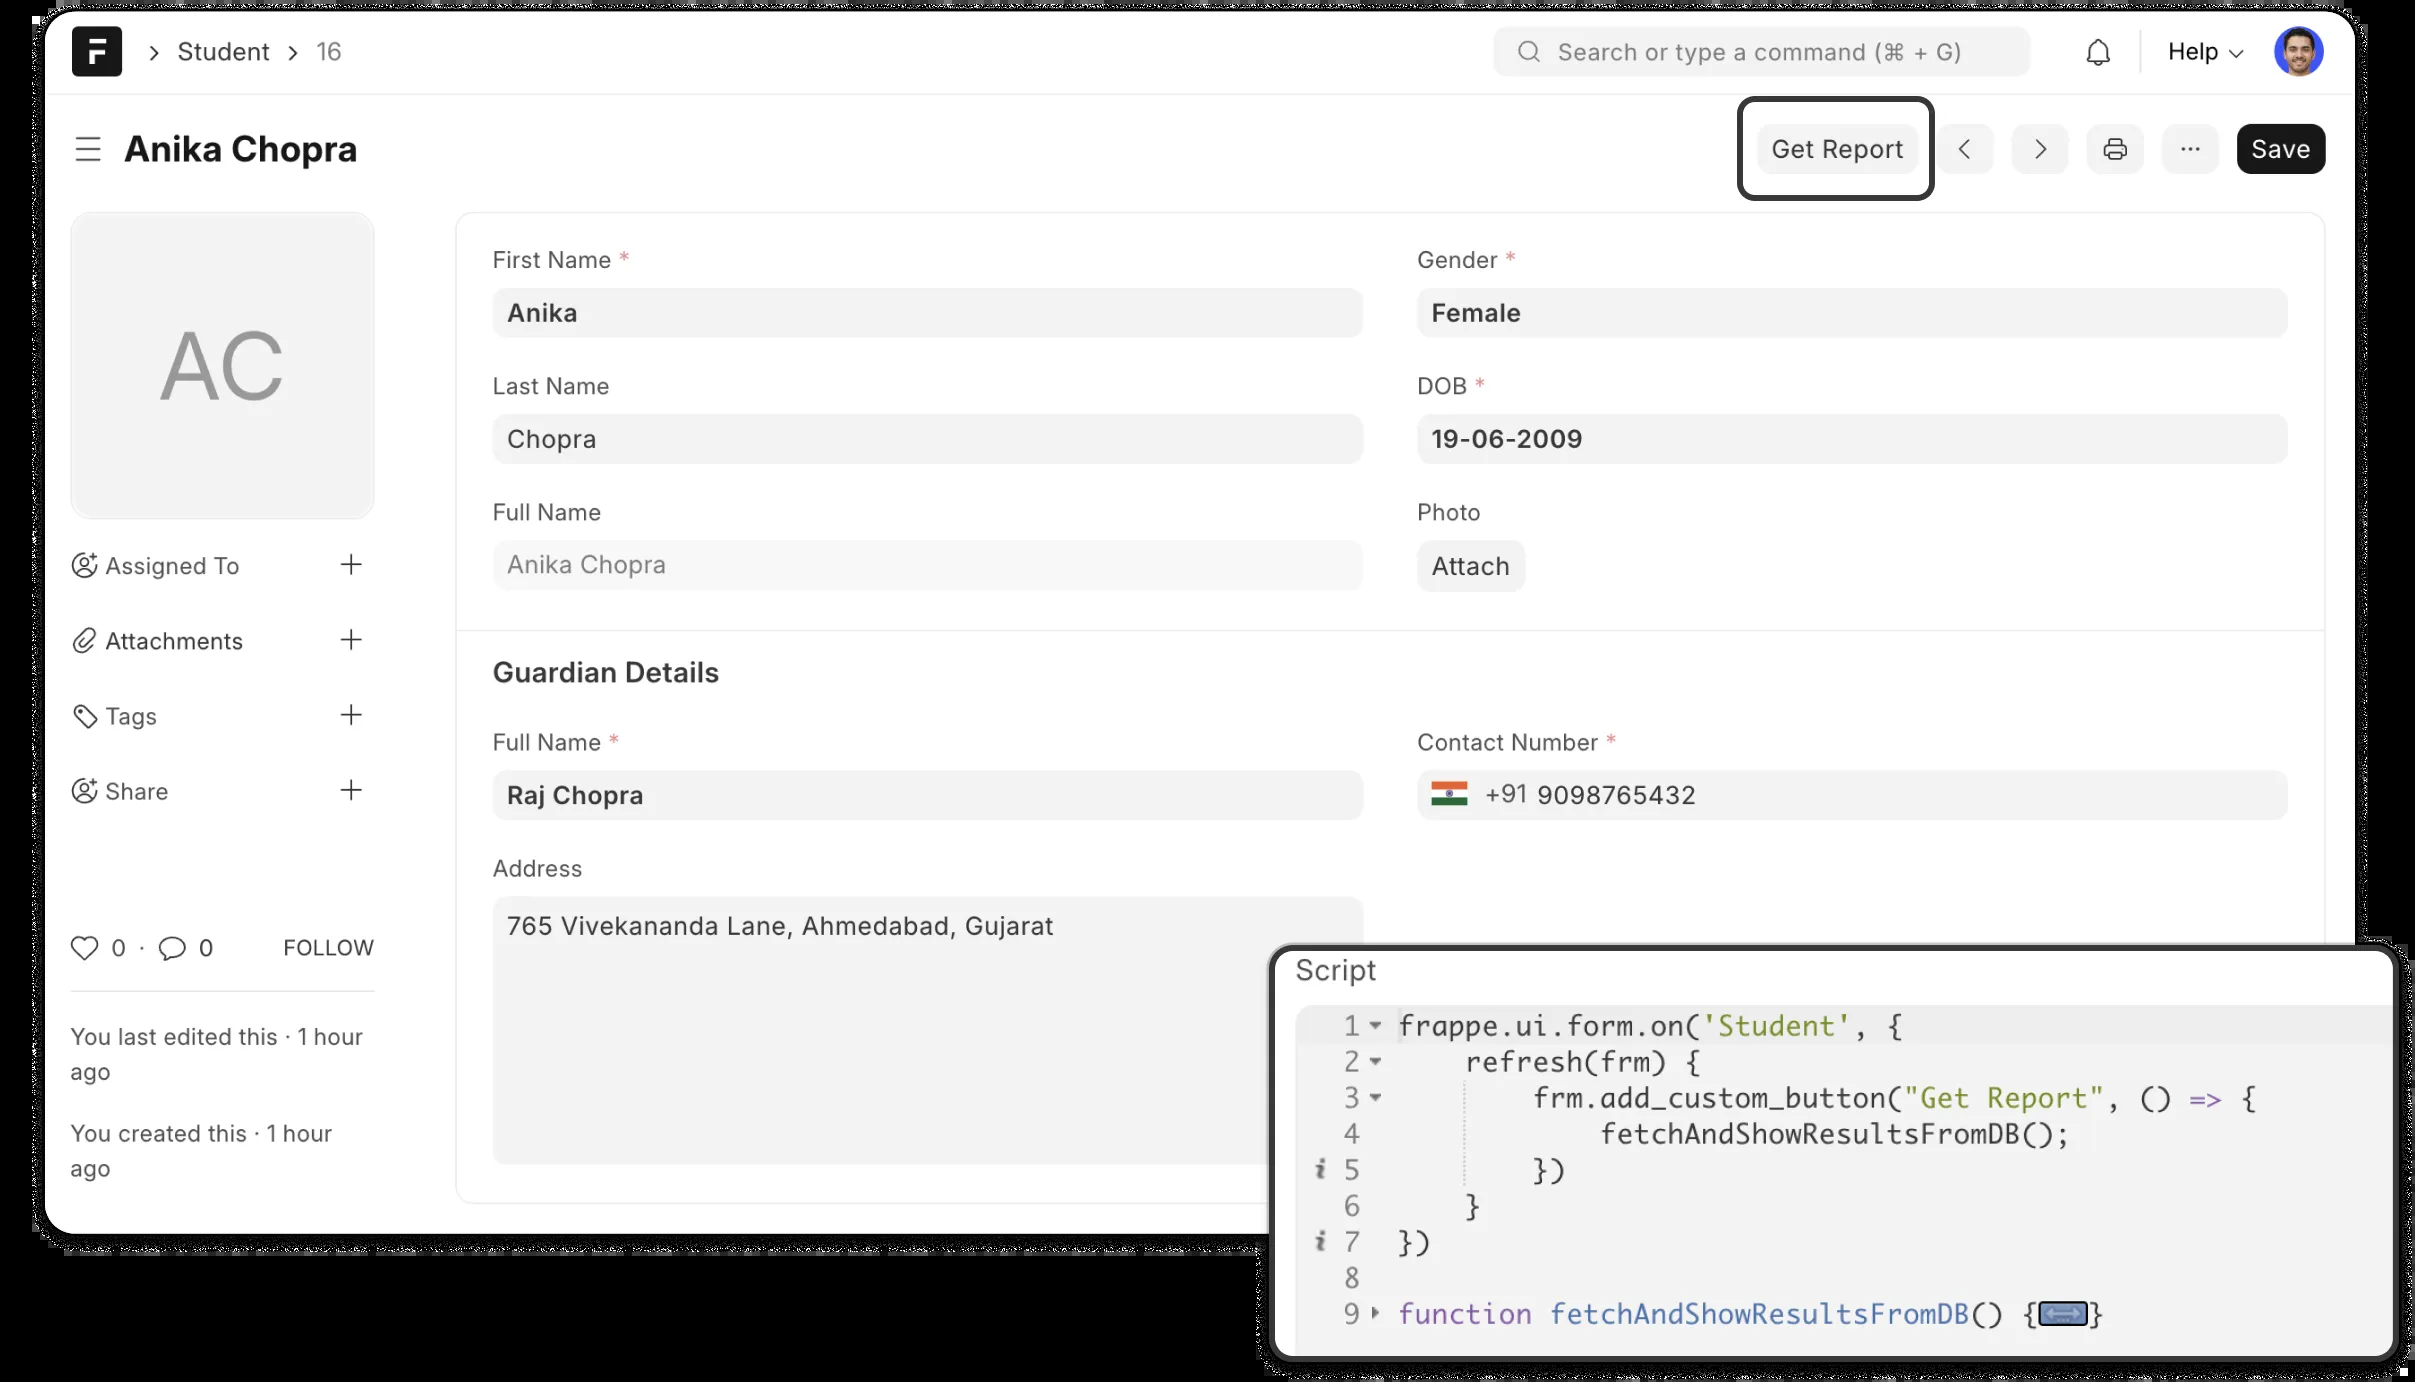 F
Student 16
Search or type a command (⌘ + G)
Help
Anika Chopra
Get Report
Save
AC
Assigned To
Attachments
Tags
Share
0 · 0 FOLLOW
You last edited this · 1 hour
ago
You created this · 1 hour
ago
First Name *
Anika
Gender *
Female
Last Name
Chopra
DOB *
19-06-2009
Full Name
Anika Chopra
Photo
Attach
Guardian Details
Full Name *
Raj Chopra
Contact Number *
+91 9098765432
Address
765 Vivekananda Lane, Ahmedabad, Gujarat
Script
1 frappe.ui.form.on('Student', {
2 refresh(frm) {
3 frm.add_custom_button("Get Report", () => {
4 fetchAndShowResultsFromDB();
i 5 })
6 }
i 7 })
8
9 function fetchAndShowResultsFromDB() {}